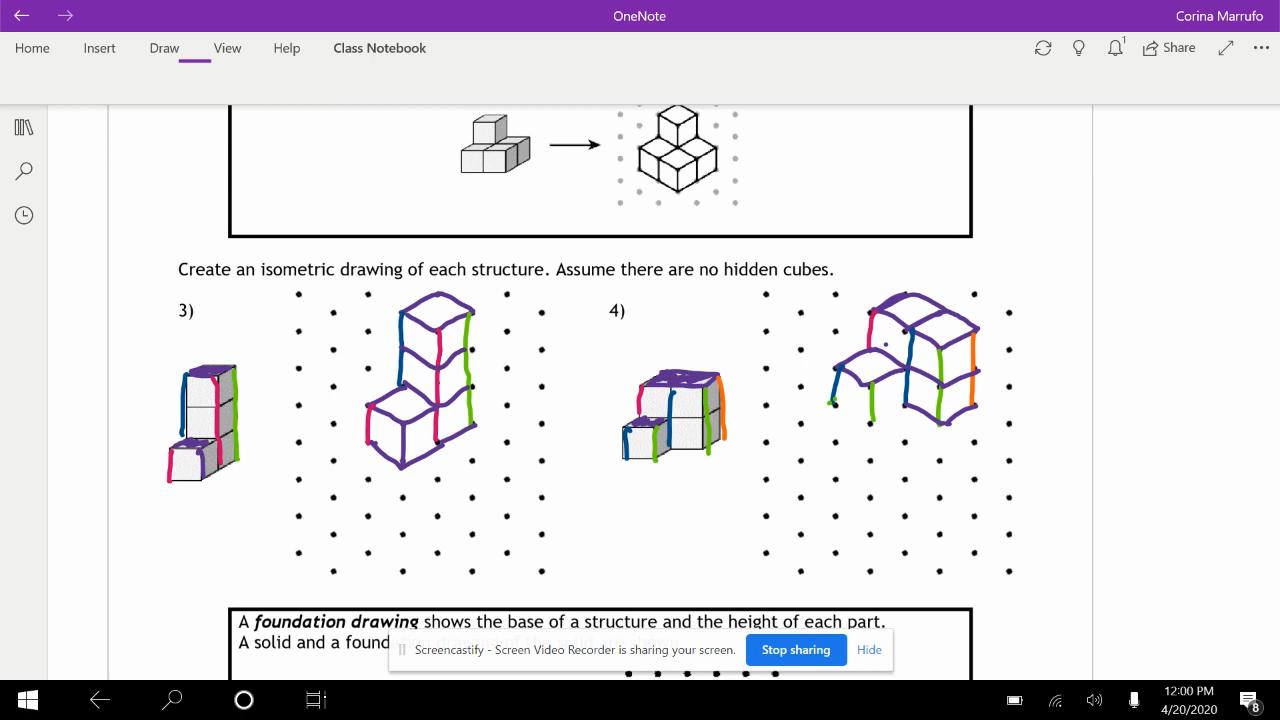 OneNote
Corina Marrufo
Home Insert Draw View Help Class Notebook
1 Share
Create an isometric drawing of each structure. Assume there are no hidden cubes.
3) 4)
A foundation drawing shows the base of a structure and the height of each part.
A solid and a found
Screencastify - Screen Video Recorder is sharing your screen. Stop sharing Hide
12:00 PM
4/20/2020
8